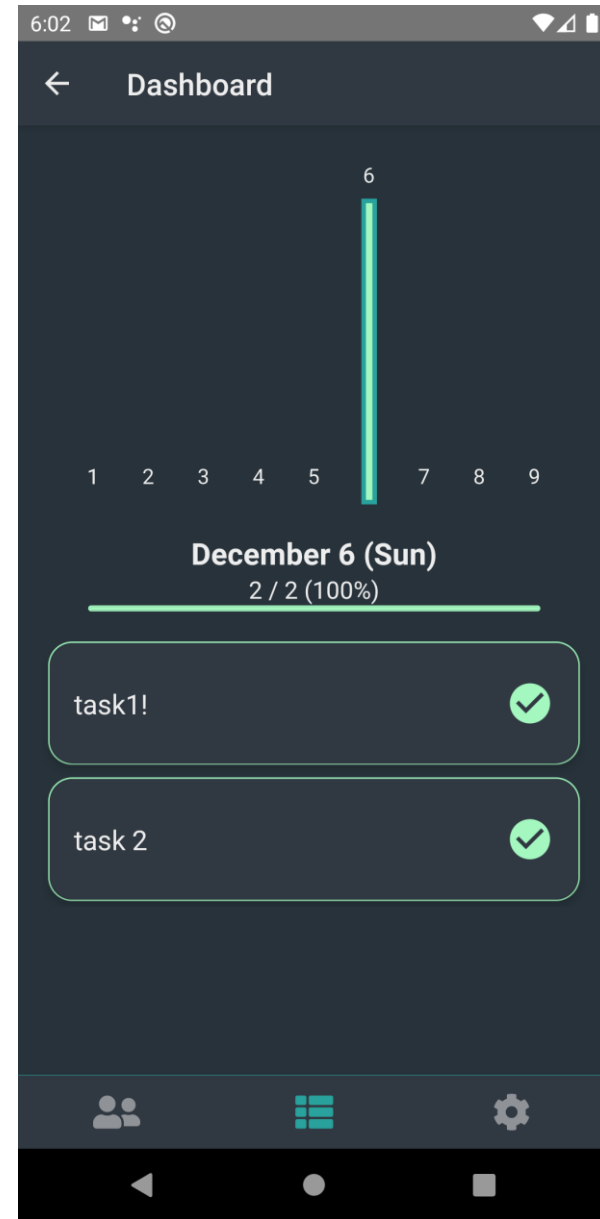 6:02
Dashboard
6
1 2 3 4 5 7 8 9
December 6 (Sun)
2 / 2 (100%)
task1!
task 2